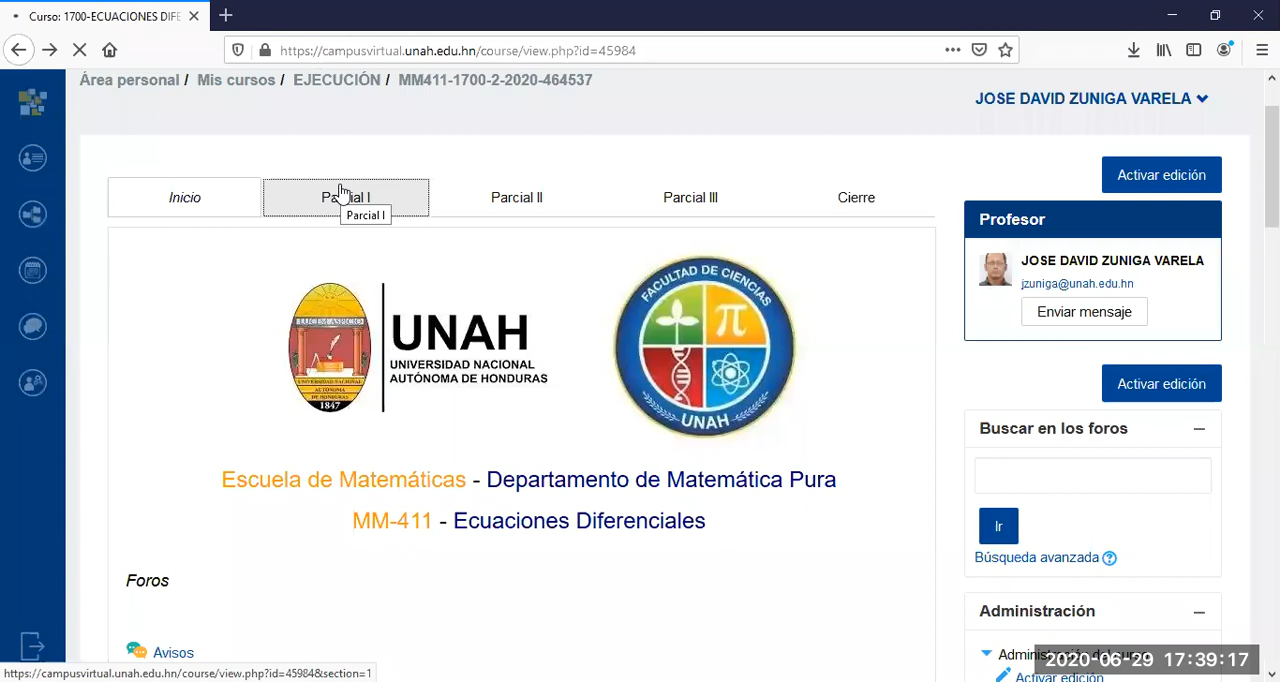 Curso: 1700-ECUACIONES DIFE
https://campusvirtual.unah.edu.hn/course/view.php?id=45984
Área personal / Mis cursos / EJECUCIÓN / MM411-1700-2-2020-464537
JOSE DAVID ZUNIGA VARELA
Activar edición
Inicio
Parcial I
Parcial II
Parcial III
Cierre
Parcial I
Profesor
JOSE DAVID ZUNIGA VARELA
jzuniga@unah.edu.hn
Enviar mensaje
FACULTAD DE CIENCIAS
π
UNAH
LUCEM ASPICIO
UNIVERSIDAD NACIONAL
1847
UNAH
UNIVERSIDAD NACIONAL
AUTÓNOMA DE HONDURAS
Activar edición
Buscar en los foros
Ir
Búsqueda avanzada
Escuela de Matemáticas - Departamento de Matemática Pura
MM-411 - Ecuaciones Diferenciales
Foros
Avisos
Administración
2020-06-29 17:39:17
Activar edición
https://campusvirtual.unah.edu.hn/course/view.php?id=45984&section=1